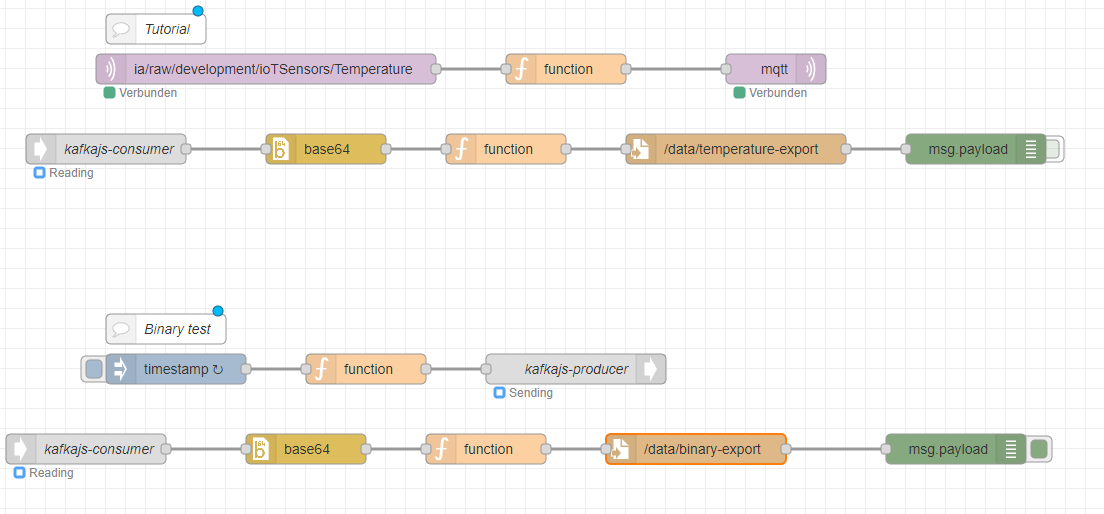 Tutorial
ia/raw/development/ioTSensors/Temperature
function
mqtt
Verbunden
Verbunden
kafkajs-consumer
base64
function
/data/temperature-export
msg.payload
Reading
Binary test
timestamp ↻
function
kafkajs-producer
Sending
kafkajs-consumer
base64
function
/data/binary-export
msg.payload
Reading